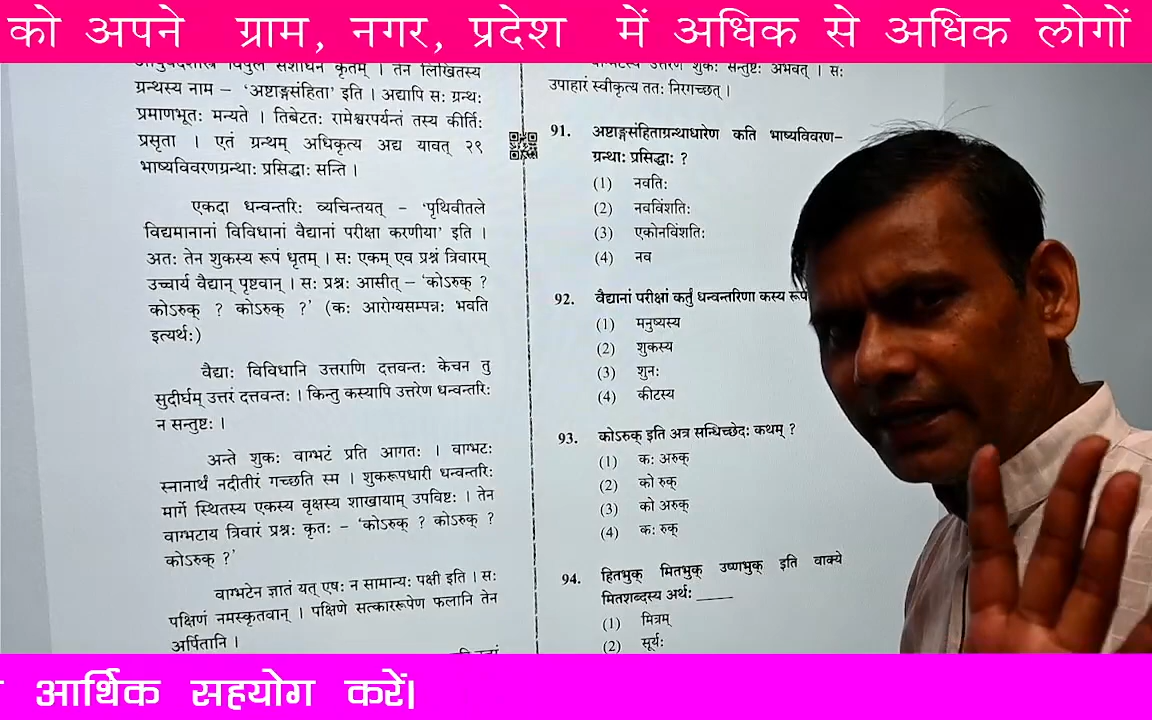 को अपने ग्राम, नगर, प्रदेश में अधिक से अधिक लोगों
ग्रन्थस्य नाम – ‘अष्टाङ्गसंहिता’ इति । अद्यापि सः ग्रन्थः
प्रमाणभूतः मन्यते । तिबेटतः रामेश्वरपर्यन्तं तस्य कीर्तिः
प्रसृता । एतं ग्रन्थम् अधिकृत्य अद्य यावत् २९
भाष्यविवरणग्रन्थाः प्रसिद्धाः सन्ति ।
एकदा धन्वन्तरिः व्यचिन्तयत् – ‘पृथिवीतले
विद्यमानानां विविधानां वैद्यानां परीक्षा करणीया’ इति ।
अतः तेन शुकस्य रूपं धृतम् । सः एकम् एव प्रश्नं त्रिवारम्
उच्चार्य वैद्यान् पृष्टवान् । सः प्रश्नः आसीत् – ‘कोऽरुक् ?
कोऽरुक् ? कोऽरुक् ?’ (कः आरोग्यसम्पन्नः भवति
इत्यर्थः)
वैद्याः विविधानि उत्तराणि दत्तवन्तः केचन तु
सुदीर्घम् उत्तरं दत्तवन्तः । किन्तु कस्यापि उत्तरेण धन्वन्तरिः
न सन्तुष्टः ।
अन्ते शुकः वाग्भटं प्रति आगतः । वाग्भटः
स्नानार्थं नदीतीरं गच्छति स्म । शुकरूपधारी धन्वन्तरिः
मार्गे स्थितस्य एकस्य वृक्षस्य शाखायाम् उपविष्टः । तेन
वाग्भटाय त्रिवारं प्रश्नः कृतः – ‘कोऽरुक् ? कोऽरुक् ?
कोऽरुक् ?’
वाग्भटेन ज्ञातं यत् एषः न सामान्यः पक्षी इति । सः
पक्षिणं नमस्कृतवान् । पक्षिणे सत्काररूपेण फलानि तेन
अर्पितानि ।
उत्तरेण शुकः सन्तुष्टः अभवत् । सः
उपाहारं स्वीकृत्य ततः निरगच्छत् ।
91. अष्टाङ्गसंहिताग्रन्थाधारेण कति भाष्यविवरण–
ग्रन्थाः प्रसिद्धाः ?
(1) नवतिः
(2) नवविंशतिः
(3) एकोनविंशतिः
(4) नव
92. वैद्यानां परीक्षां कर्तुं धन्वन्तरिणा कस्य
(1) मनुष्यस्य
(2) शुकस्य
(3) शुनः
(4) कीटस्य
93. कोऽरुक् इति अत्र सन्धिच्छेदः कथम् ?
(1) कः अरुक्
(2) को रुक्
(3) को अरुक्
(4) कः रुक्
94. हितभुक् मितभुक् उष्णभुक् इति वाक्ये
मितशब्दस्य अर्थः _____
(1) मित्रम्
(2) सूर्यः
आर्थिक सहयोग करें।